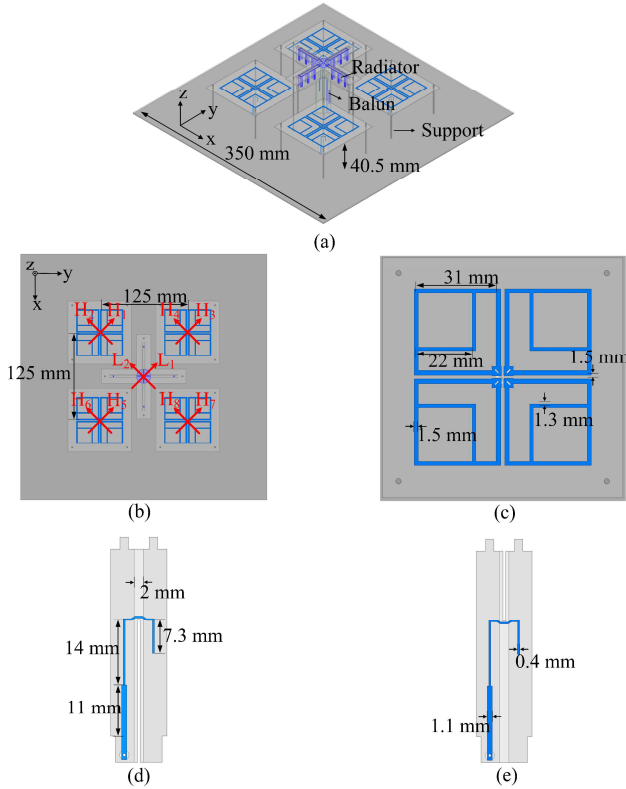 Radiator
Balun
Support
z
y
x
350 mm
40.5 mm
(a)
z
y
x
125 mm
H2 H1 H4 H3
L2 L1
125 mm
H6 H5 H8 H7
(b)
31 mm
22 mm
1.5 mm
1.5 mm
1.3 mm
(c)
2 mm
14 mm
7.3 mm
11 mm
(d)
0.4 mm
1.1 mm
(e)